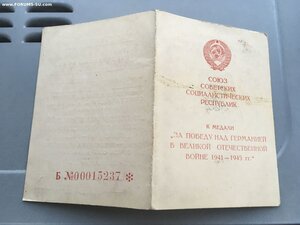 www.FORUMS-SU.com
СОЮЗ
СОВЕТСКИХ
СОЦИАЛИСТИЧЕСКИХ
РЕСПУБЛИК
К МЕДАЛИ
„ЗА ПОБЕДУ НАД ГЕРМАНИЕЙ
В ВЕЛИКОЙ ОТЕЧЕСТВЕННОЙ
ВОЙНЕ 1941—1945 гг."
Б №00015237 *